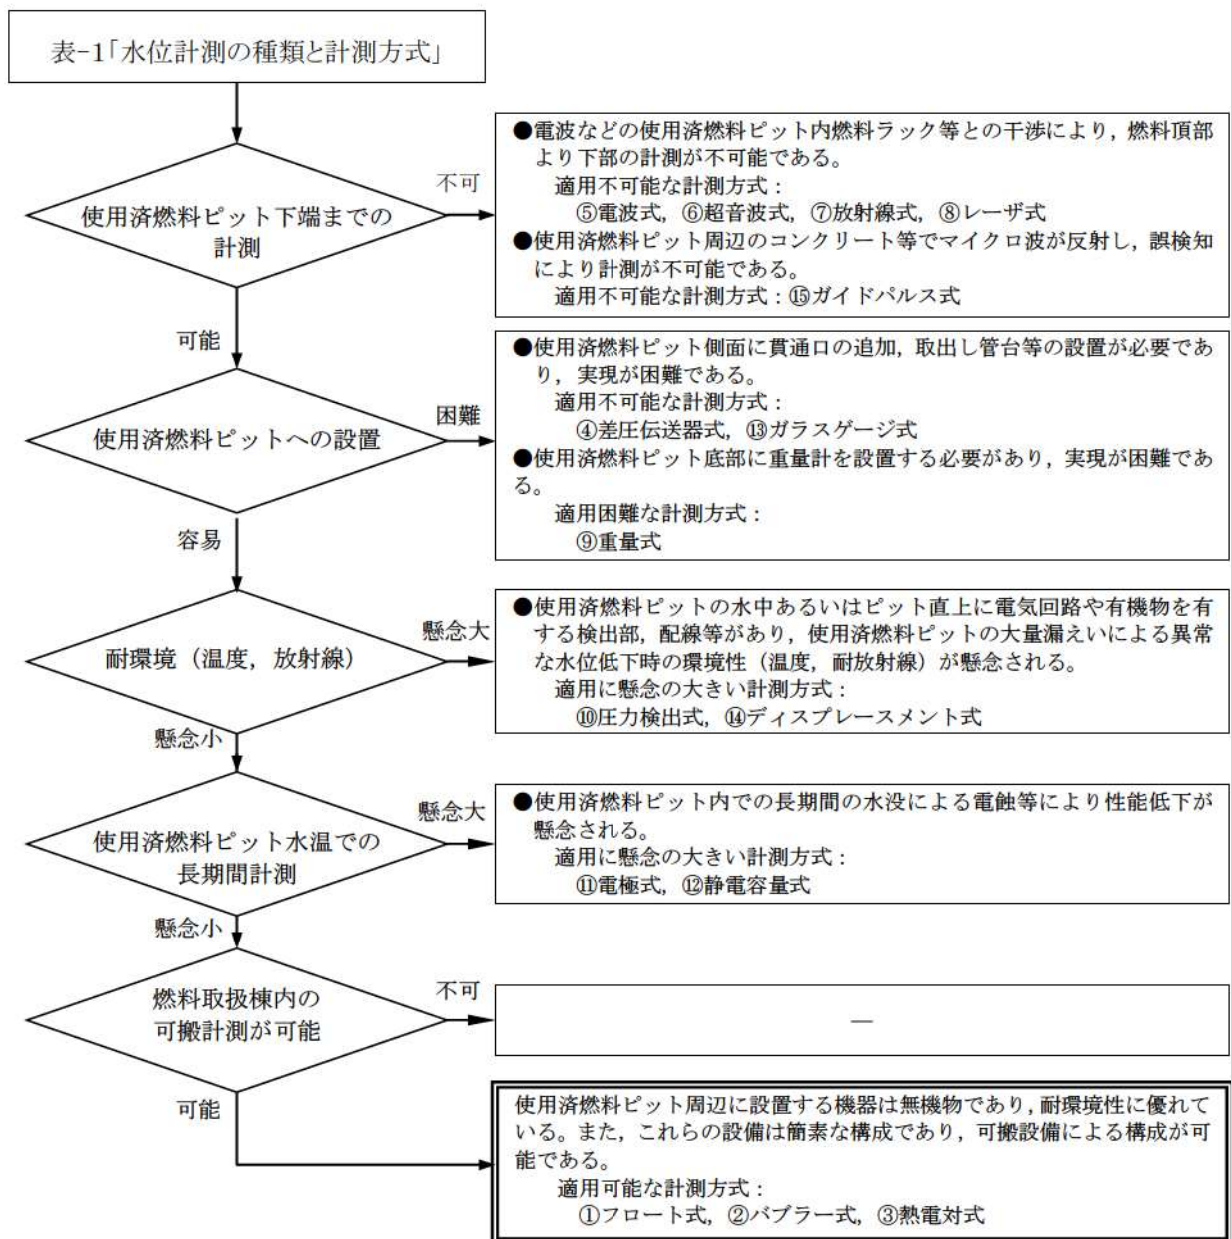 表-1「水位計測の種類と計測方式」
使用済燃料ピット下端までの
計測
不可
●電波などの使用済燃料ピット内燃料ラック等との干渉により，燃料頂部
より下部の計測が不可能である。
適用不可能な計測方式：
⑤電波式，⑥超音波式，⑦放射線式，⑧レーザ式
●使用済燃料ピット周辺のコンクリート等でマイクロ波が反射し，誤検知
により計測が不可能である。
適用不可能な計測方式：⑮ガイドパルス式
可能
使用済燃料ピットへの設置
困難
●使用済燃料ピット側面に貫通口の追加，取出し管台等の設置が必要であ
り，実現が困難である。
適用不可能な計測方式：
④差圧伝送器式，⑬ガラスゲージ式
●使用済燃料ピット底部に重量計を設置する必要があり，実現が困難であ
る。
適用困難な計測方式：
⑨重量式
容易
耐環境（温度，放射線）
懸念大
●使用済燃料ピットの水中あるいはピット直上に電気回路や有機物を有
する検出部，配線等があり，使用済燃料ピットの大量漏えいによる異常
な水位低下時の環境性（温度，耐放射線）が懸念される。
適用に懸念の大きい計測方式：
⑩圧力検出式，⑭ディスプレースメント式
懸念小
使用済燃料ピット水温での
長期間計測
懸念大
●使用済燃料ピット内での長期間の水没による電蝕等により性能低下が
懸念される。
適用に懸念の大きい計測方式：
⑪電極式，⑫静電容量式
懸念小
燃料取扱棟内の
可搬計測が可能
不可
―
可能
使用済燃料ピット周辺に設置する機器は無機物であり，耐環境性に優れて
いる。また，これらの設備は簡素な構成であり，可搬設備による構成が可
能である。
適用可能な計測方式：
①フロート式，②バブラー式，③熱電対式